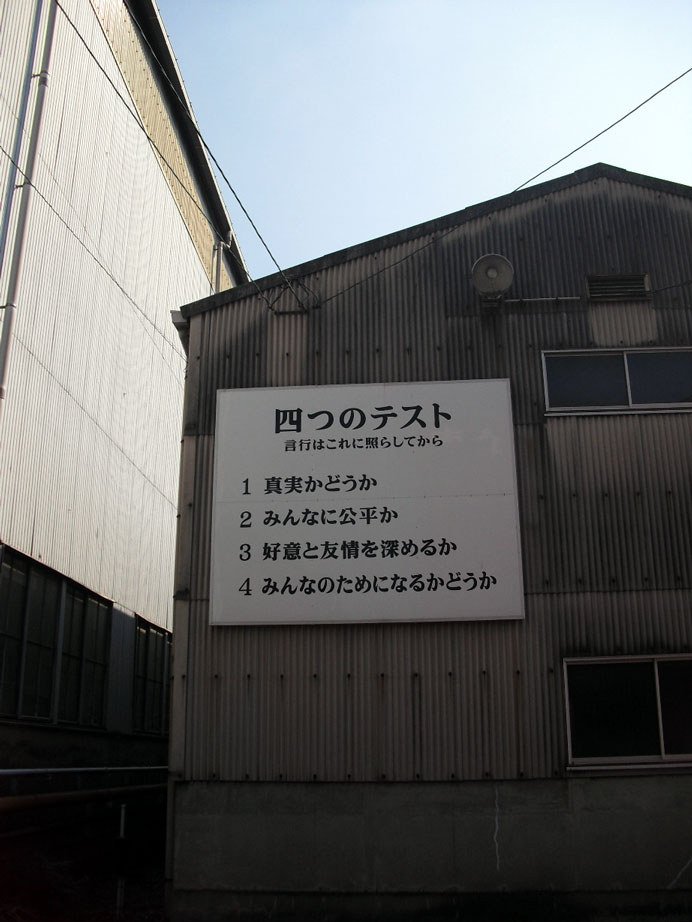 四つのテスト
言行はこれに照らしてから
1 真実かどうか
2 みんなに公平か
3 好意と友情を深めるか
4 みんなのためになるかどうか